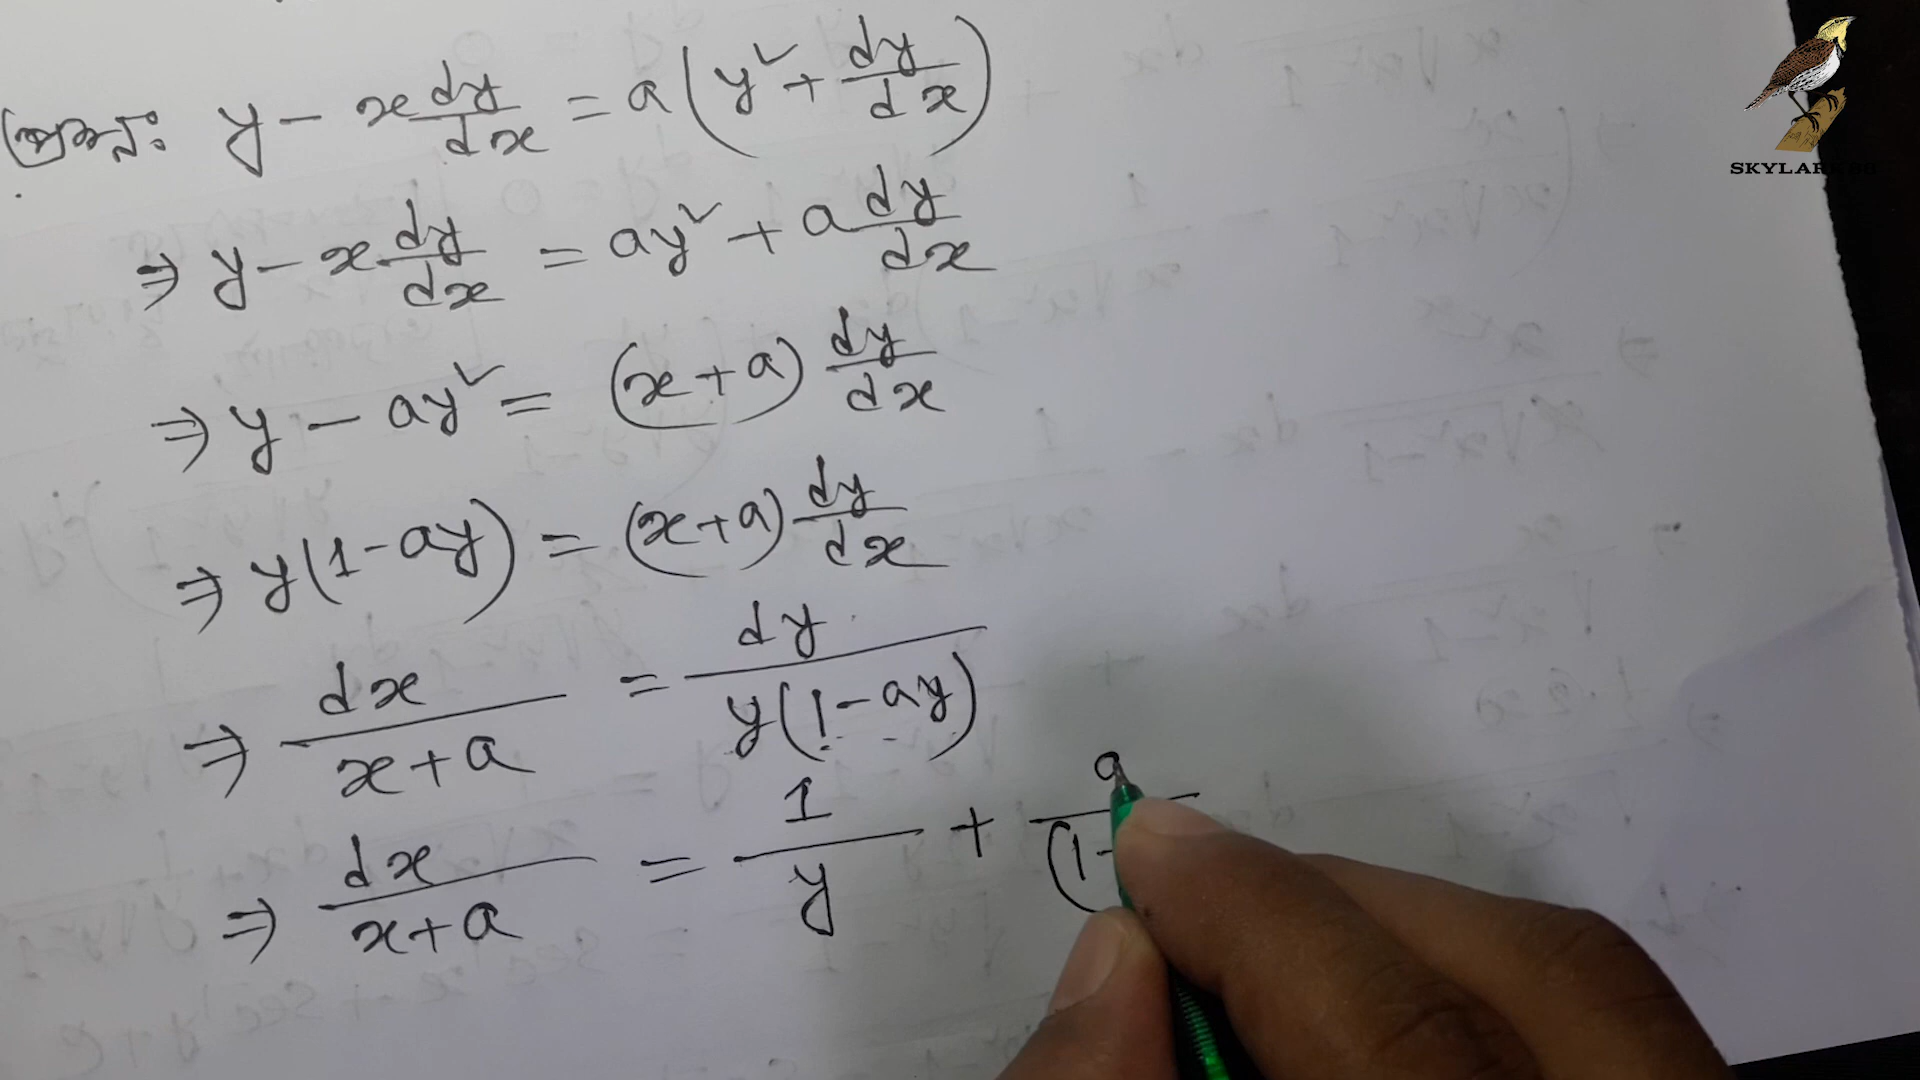 প্রশ্ন: y - x dy/dx = a(y² + dy/dx)
⇒ y - x dy/dx = ay² + a dy/dx
⇒ y - ay² = (x+a) dy/dx
⇒ y(1-ay) = (x+a) dy/dx
⇒ dx/(x+a) = dy/(y(1-ay))
⇒ dx/(x+a) = 1/y + a/(1-